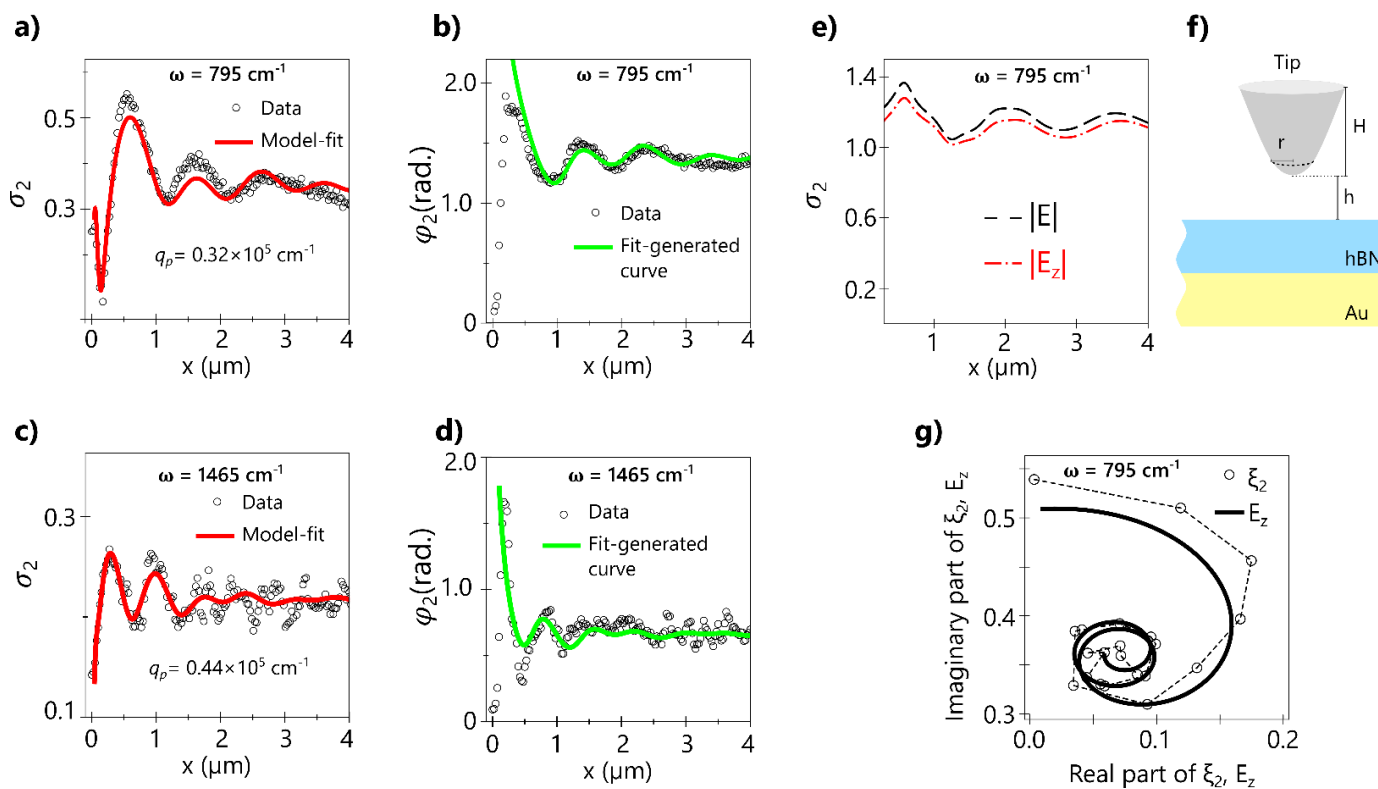 a)
ω = 795 cm⁻¹
Data
Model-fit
0.5
0.3
σ₂
qₚ= 0.32×10⁵ cm⁻¹
0 1 2 3 4
x (μm)
b)
ω = 795 cm⁻¹
2.0
1.0
0
φ₂(rad.)
Data
Fit-generated
curve
0 1 2 3 4
x (μm)
e)
ω = 795 cm⁻¹
1.4
1.0
0.6
0.2
σ₂
|E|
|E_z|
1 2 3 4
x (μm)
f)
Tip
H
r
h
hBN
Au
c)
ω = 1465 cm⁻¹
Data
Model-fit
0.3
0.1
σ₂
qₚ= 0.44×10⁵ cm⁻¹
0 1 2 3 4
x (μm)
d)
ω = 1465 cm⁻¹
2.0
1.0
0
φ₂(rad.)
Data
Fit-generated
curve
0 1 2 3 4
x (μm)
g)
ω = 795 cm⁻¹
ξ₂
E_z
0.5
0.4
0.3
Imaginary part of ξ₂, E_z
0.0 0.1 0.2
Real part of ξ₂, E_z